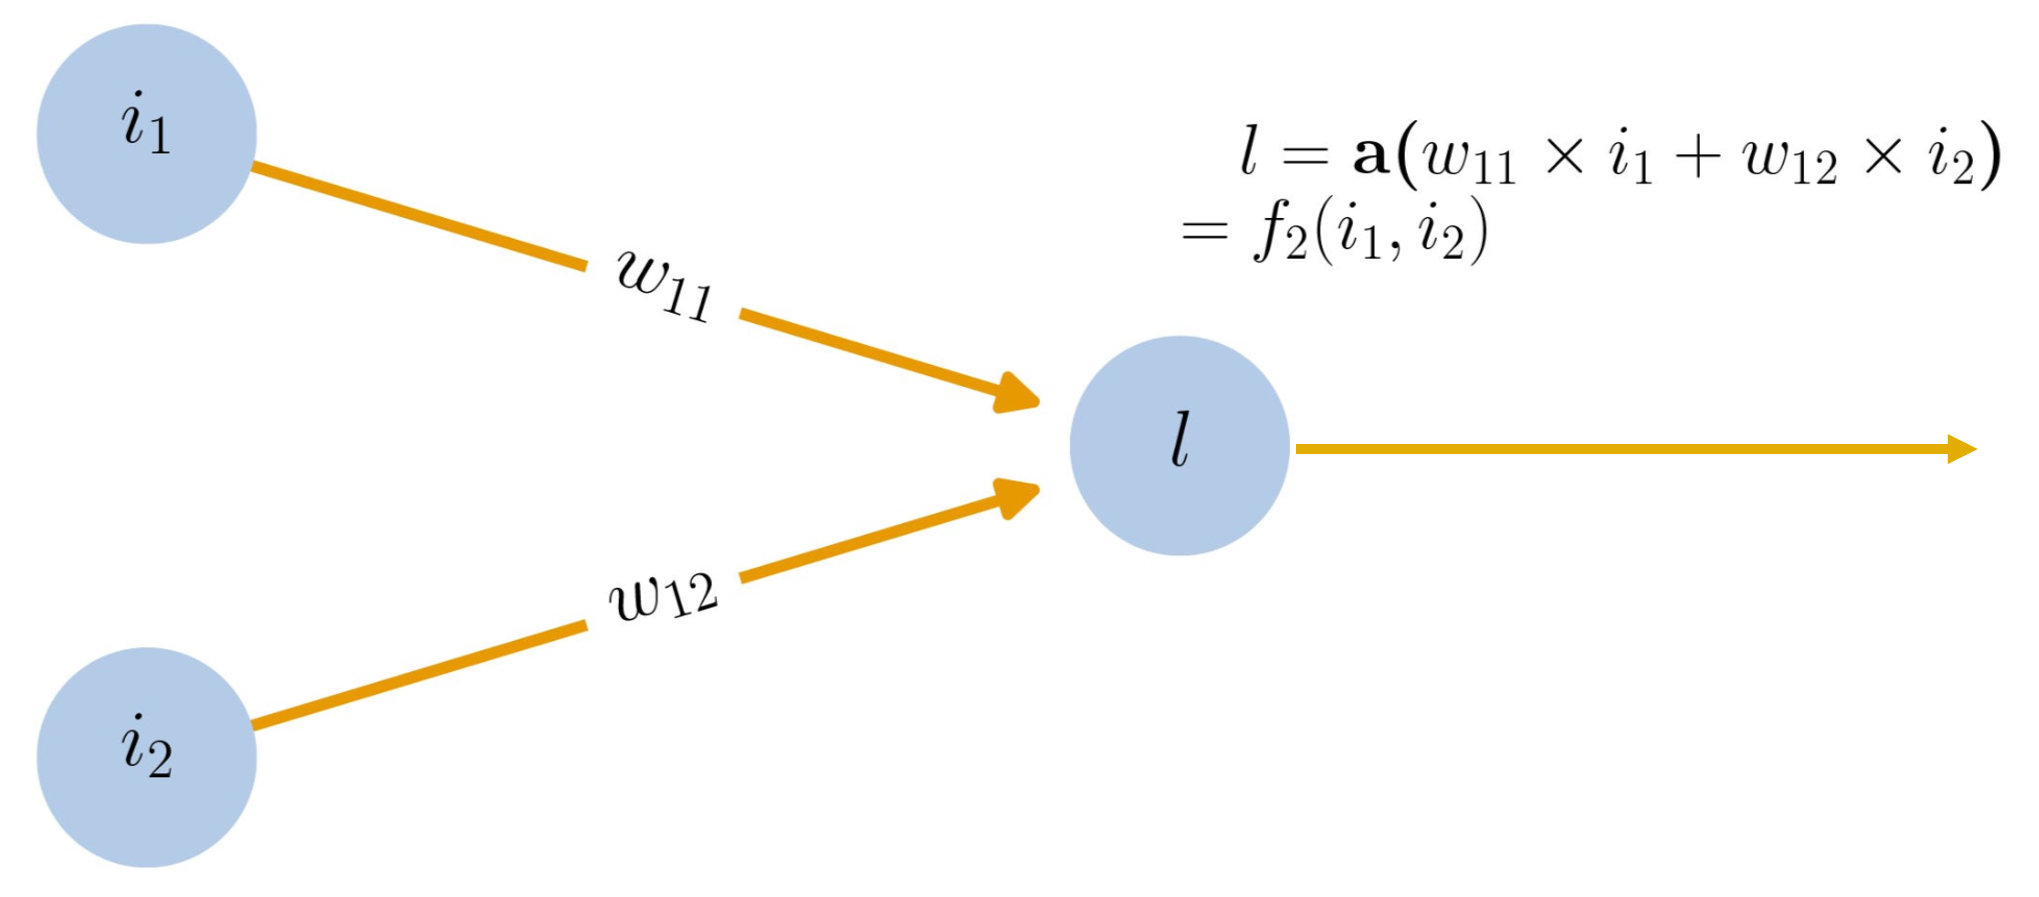 i₁
l = a(w₁₁ × i₁ + w₁₂ × i₂)
= f₂(i₁, i₂)
w₁₁
l
w₁₂
i₂